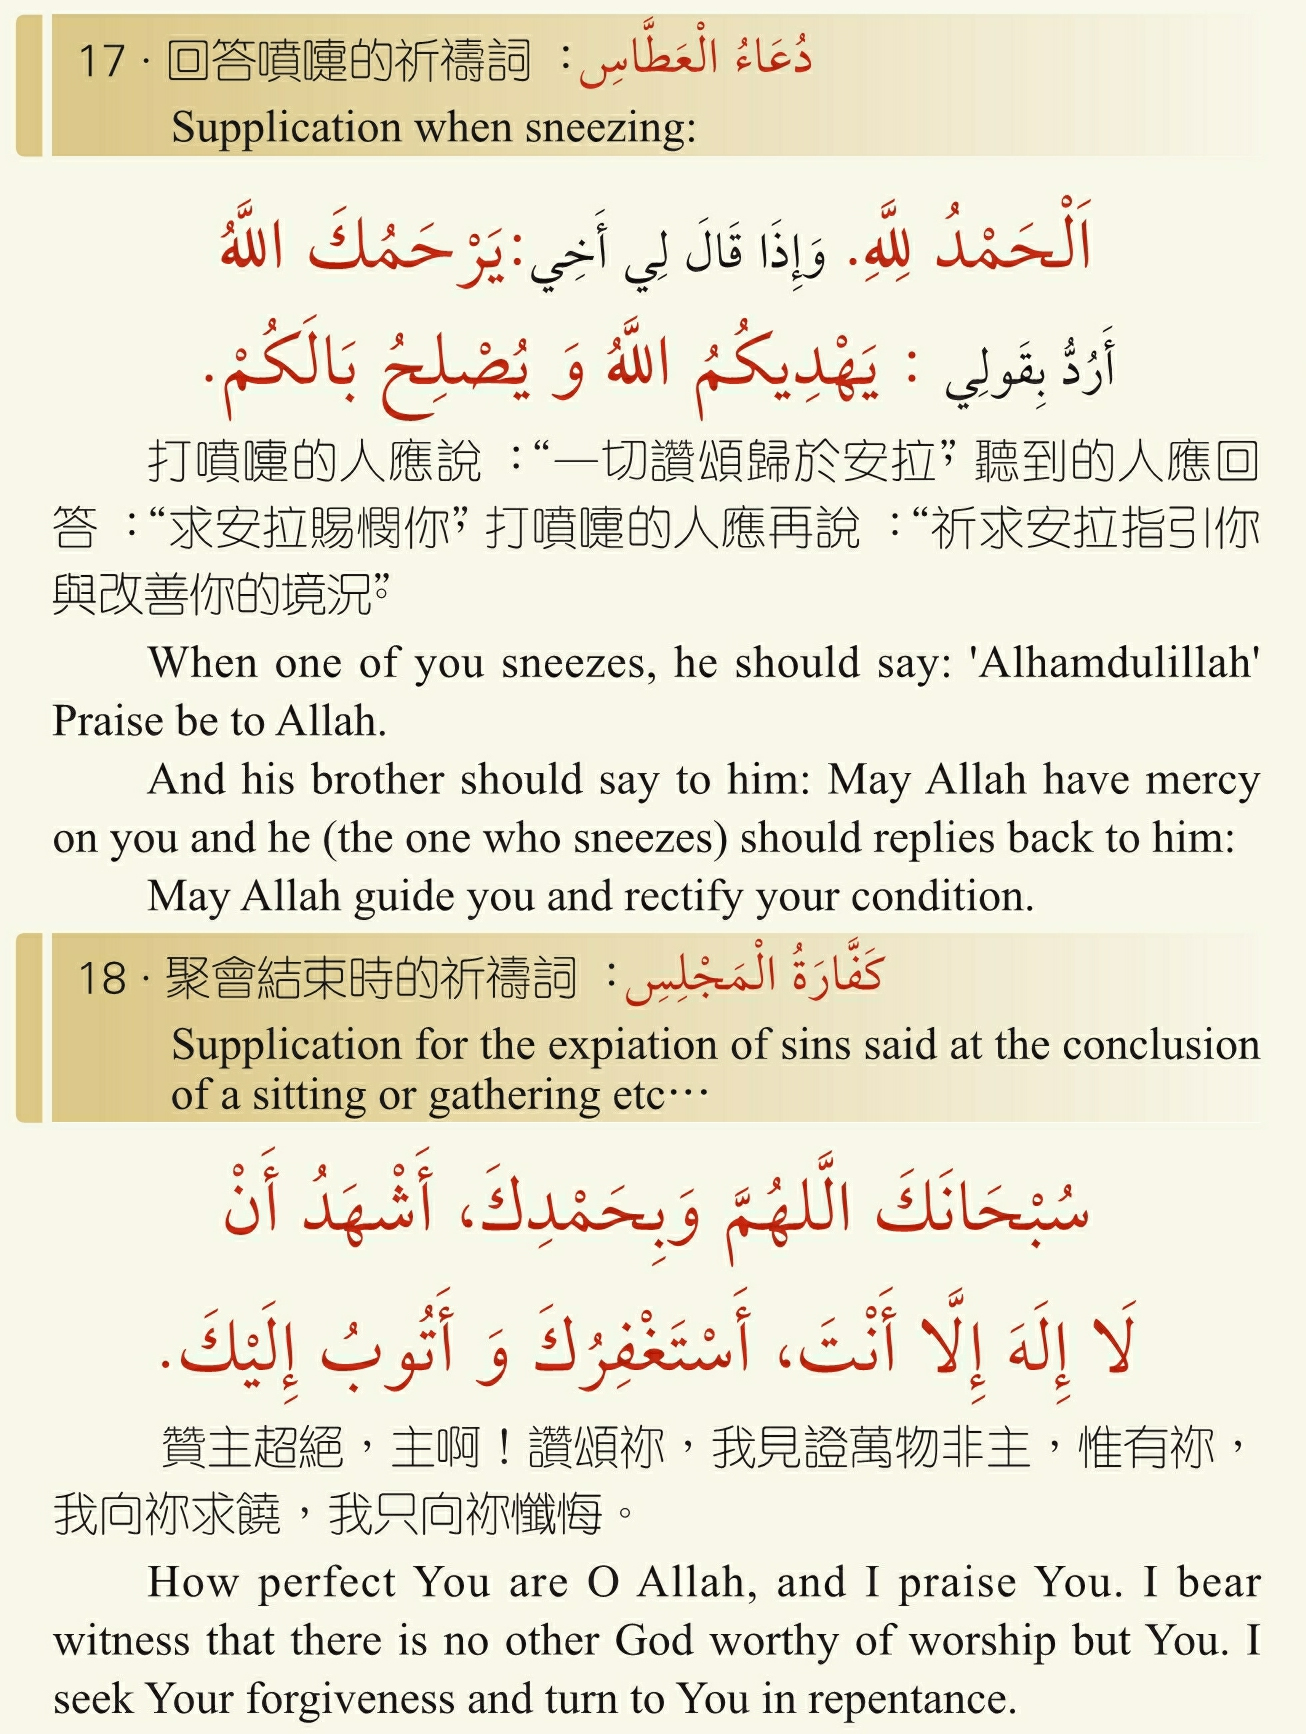 17 · 回答噴嚏的祈禱詞 ：دُعَاءُ الْعَطَّاسِ
Supplication when sneezing:
اَلْحَمْدُ لِلَّهِ. وَإِذَا قَالَ لِي أَخِي:يَرْحَمُكَ اللَّهُ
أَرُدُّ بِقَولِي : يَهْدِيكُمُ اللَّهُ وَ يُصْلِحُ بَالَكُمْ.
打噴嚏的人應說 ：“一切讚頌歸於安拉”，聽到的人應回
答 ：“求安拉賜憫你”，打噴嚏的人應再說 ：“祈求安拉指引你
與改善你的境況”。
When one of you sneezes, he should say: 'Alhamdulillah'
Praise be to Allah.
And his brother should say to him: May Allah have mercy
on you and he (the one who sneezes) should replies back to him:
May Allah guide you and rectify your condition.
18 · 聚會結束時的祈禱詞 ：كَفَّارَةُ الْمَجْلِسِ
Supplication for the expiation of sins said at the conclusion
of a sitting or gathering etc⋯
سُبْحَانَكَ الَّلهُمَّ وَبِحَمْدِكَ، أَشْهَدُ أَنْ
لَا إِلَهَ إِلَّا أَنْتَ، أَسْتَغْفِرُكَ وَ أَتُوبُ إِلَيْكَ.
贊主超絕，主啊！讚頌祢，我見證萬物非主，惟有祢，
我向祢求饒，我只向祢懺悔。
How perfect You are O Allah, and I praise You. I bear
witness that there is no other God worthy of worship but You. I
seek Your forgiveness and turn to You in repentance.